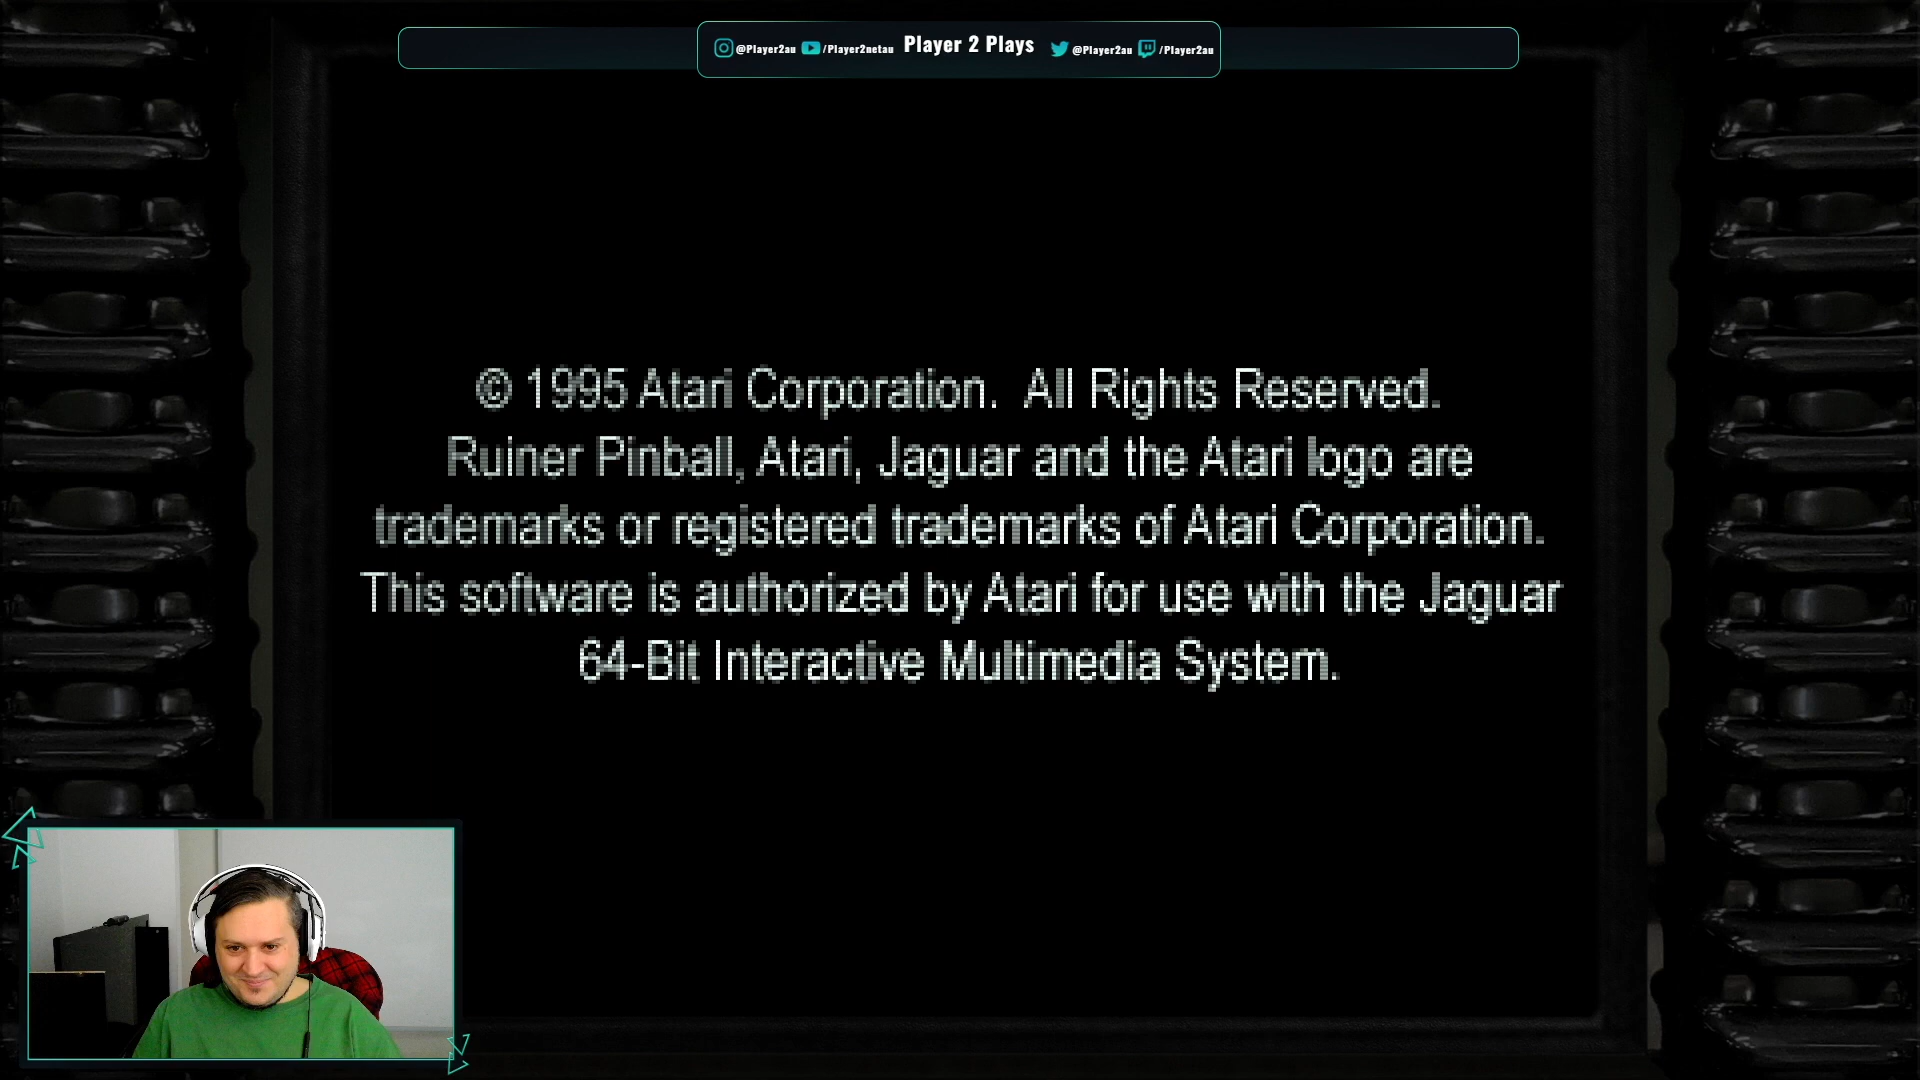 @Player2au /Player2netau Player 2 Plays @Player2au /Player2au
© 1995 Atari Corporation.  All Rights Reserved.
Ruiner Pinball, Atari, Jaguar and the Atari logo are
trademarks or registered trademarks of Atari Corporation.
This software is authorized by Atari for use with the Jaguar
64-Bit Interactive Multimedia System.